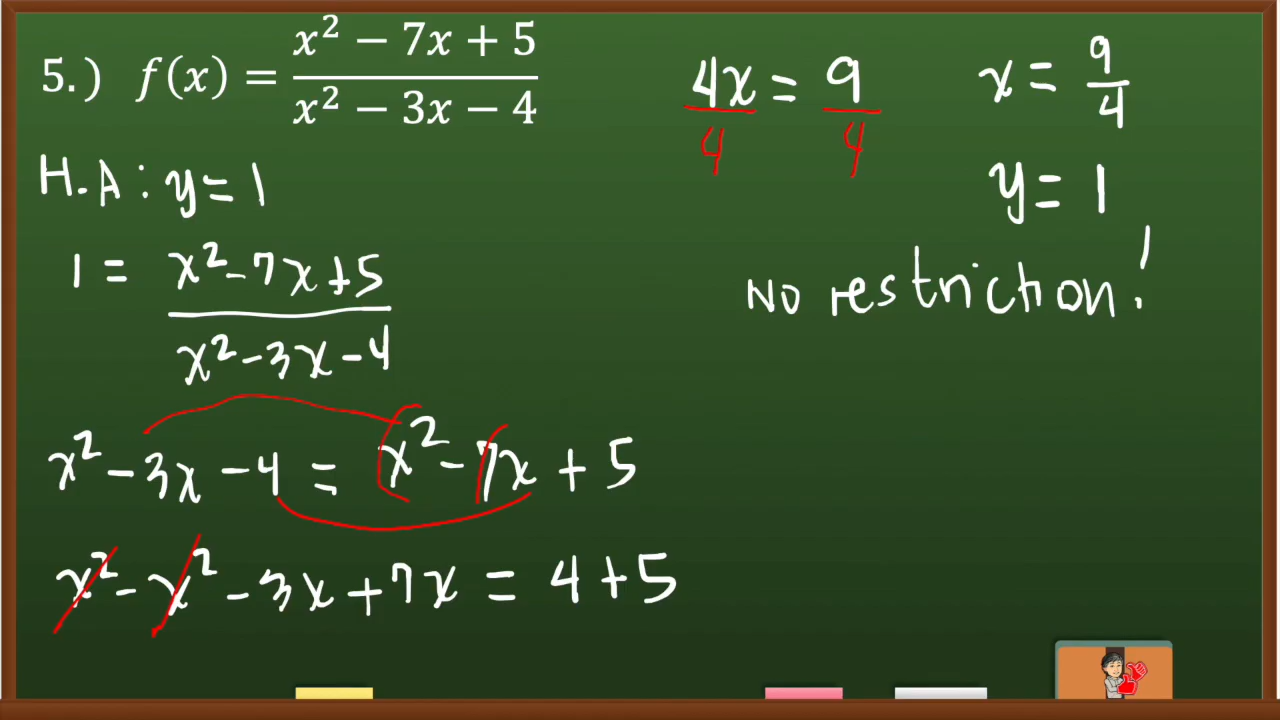 5.) f(x) = (x² − 7x + 5)/(x² − 3x − 4)
H.A: y = 1
1 = (x² - 7x + 5)/(x² - 3x - 4)
x² - 3x - 4 = x² - 7x + 5
x² - x² - 3x + 7x = 4 + 5
4x/4 = 9/4
x = 9/4
y = 1
No restriction!